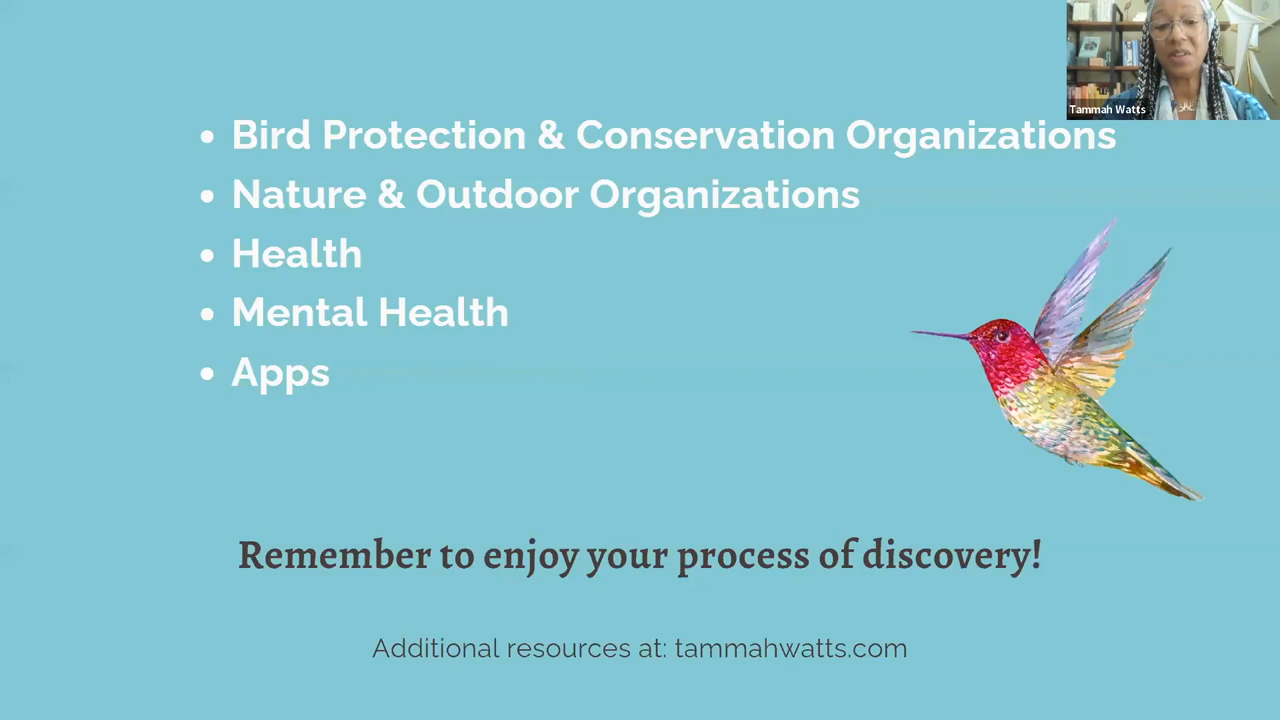 Tammah Watts
• Bird Protection & Conservation Organizations
• Nature & Outdoor Organizations
• Health
• Mental Health
• Apps
Remember to enjoy your process of discovery!
Additional resources at: tammahwatts.com